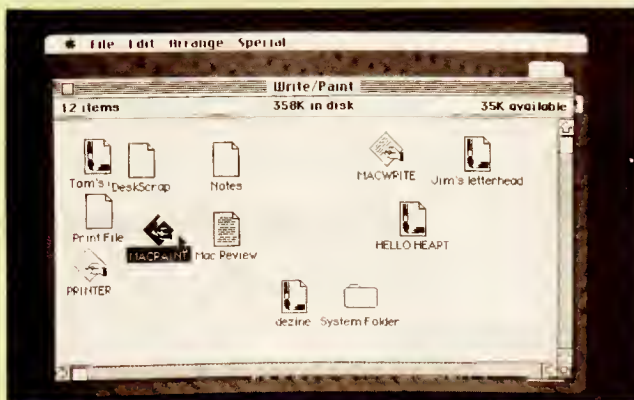 File Edit Arrange Special
Write/Paint
12 items 358K in disk 35K available
Tom's DeskScrap Notes MACWRITE Jim's letterhead
Print File MACPAINT Mac Review HELLO HEART
PRINTER
dezine System Folder